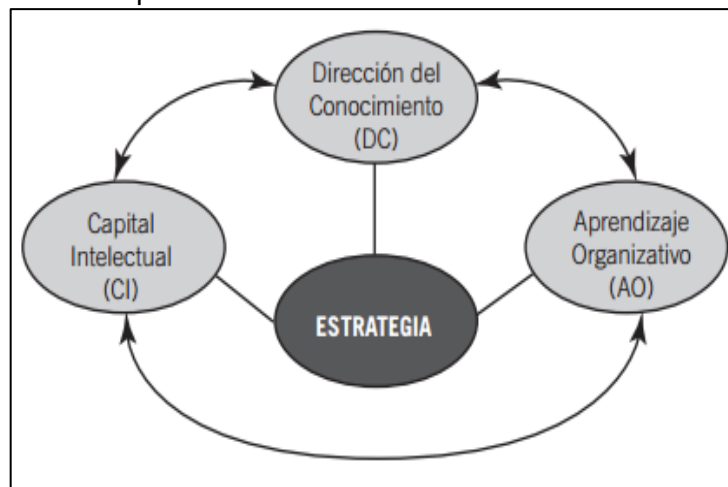 Dirección del
Conocimiento
(DC)
Capital
Intelectual
(CI)
Aprendizaje
Organizativo
(AO)
ESTRATEGIA